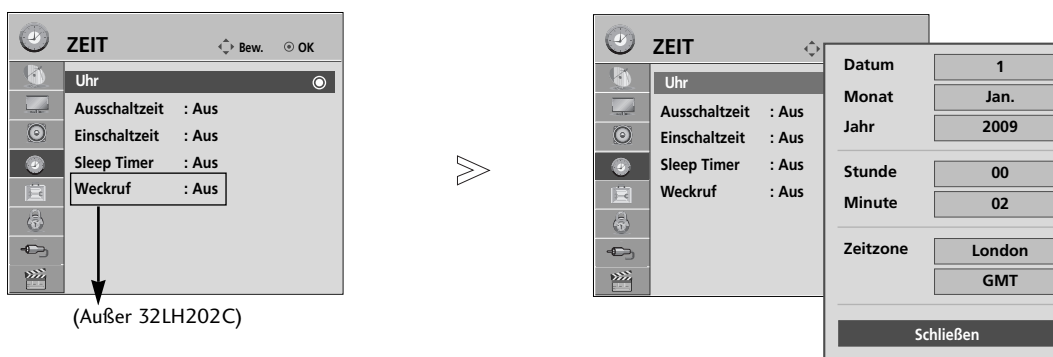 ZEIT Bew. OK
Uhr
Ausschaltzeit : Aus
Einschaltzeit : Aus
Sleep Timer : Aus
Weckruf : Aus
(Außer 32LH202C)
ZEIT
Uhr
Ausschaltzeit : Aus
Einschaltzeit : Aus
Sleep Timer : Aus
Weckruf : Aus
Datum 1
Monat Jan.
Jahr 2009
Stunde 00
Minute 02
Zeitzone London
GMT
Schließen